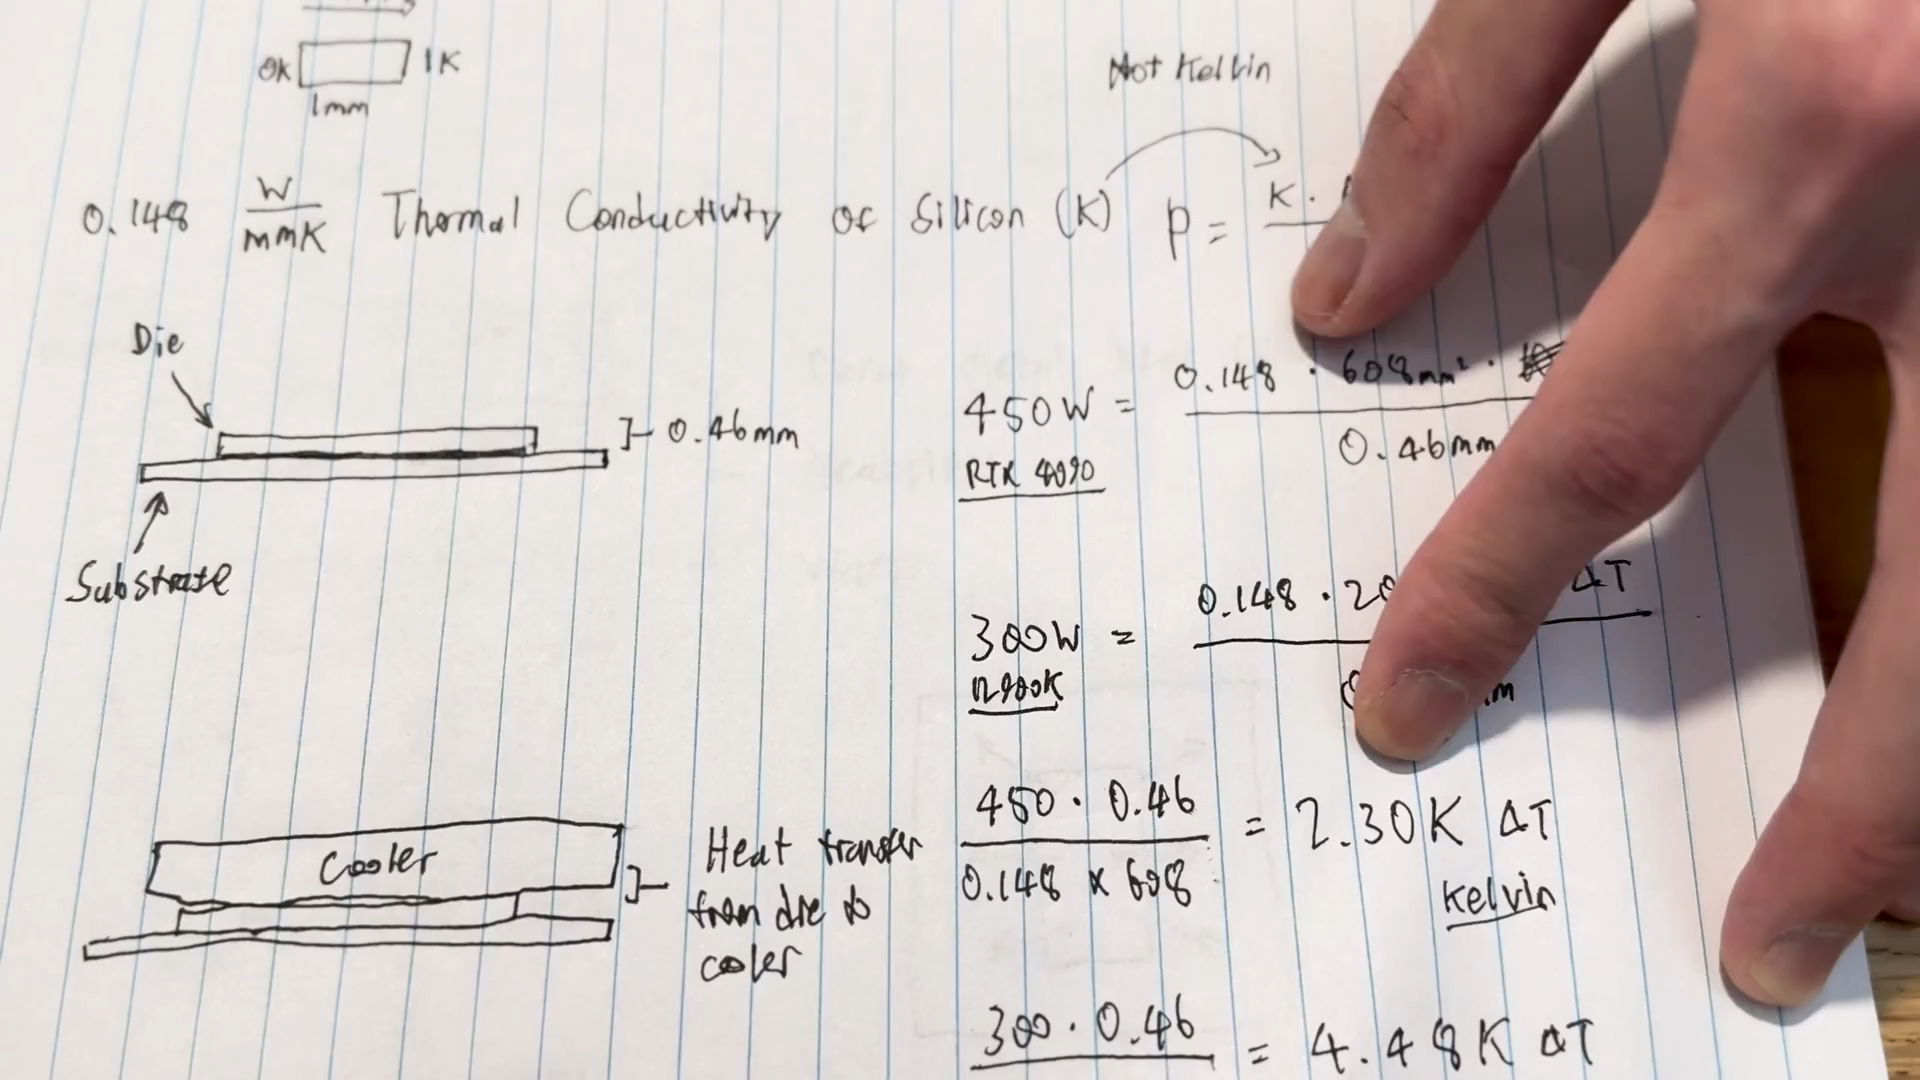 0K 1K
1mm
Not Kelvin
0.148 W/mmK Thermal Conductivity of Silicon (K) P = K ·
Die
0.46mm
Substrate
450W = 0.148 · 608mm² ·
0.46mm
RTX 4090
300W = 0.148 · 20 ΔT
12900K
450 · 0.46
0.148 x 608
= 2.30K ΔT
Kelvin
Cooler
Heat transfer
from die to
cooler
300 · 0.46
= 4.48K ΔT